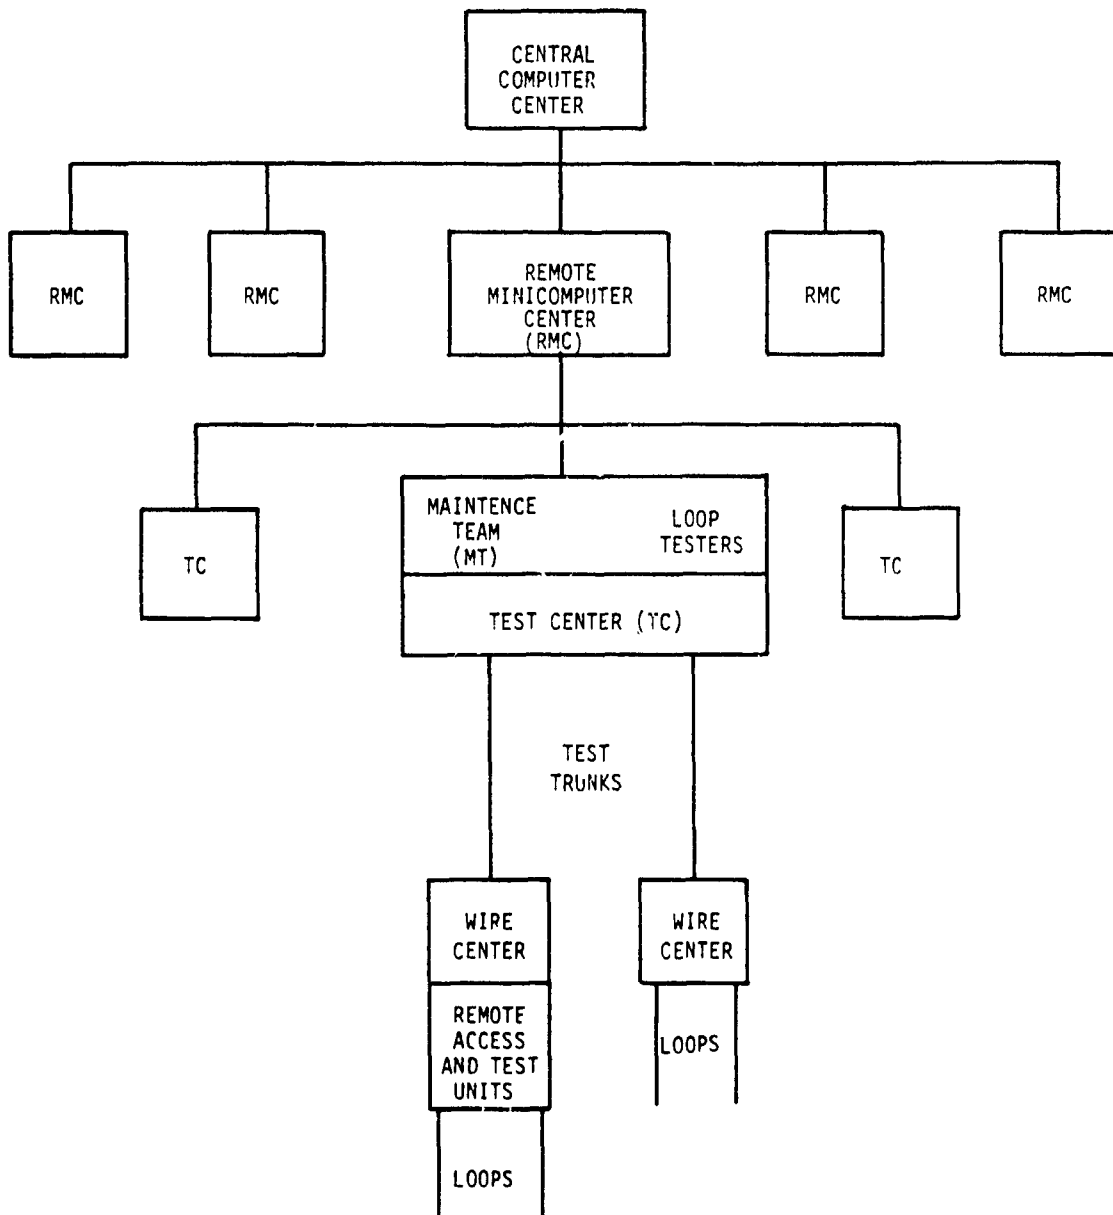 CENTRAL
COMPUTER
CENTER
RMC
RMC
REMOTE
MINICOMPUTER
CENTER
(RMC)
RMC
RMC
TC
MAINTENCE
TEAM
(MT)
LOOP
TESTERS
TC
TEST CENTER (TC)
TEST
TRUNKS
WIRE
CENTER
WIRE
CENTER
REMOTE
ACCESS
AND TEST
UNITS
LOOPS
LOOPS